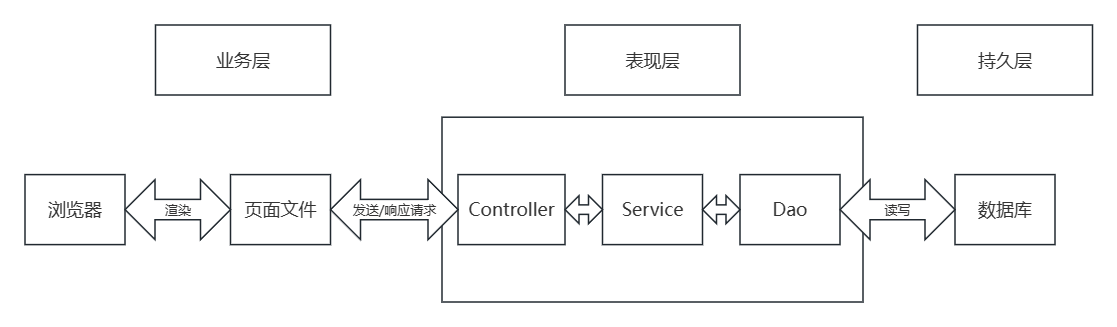 业务层
表现层
持久层
浏览器
渲染
页面文件
发送/响应请求
Controller
Service
Dao
读写
数据库